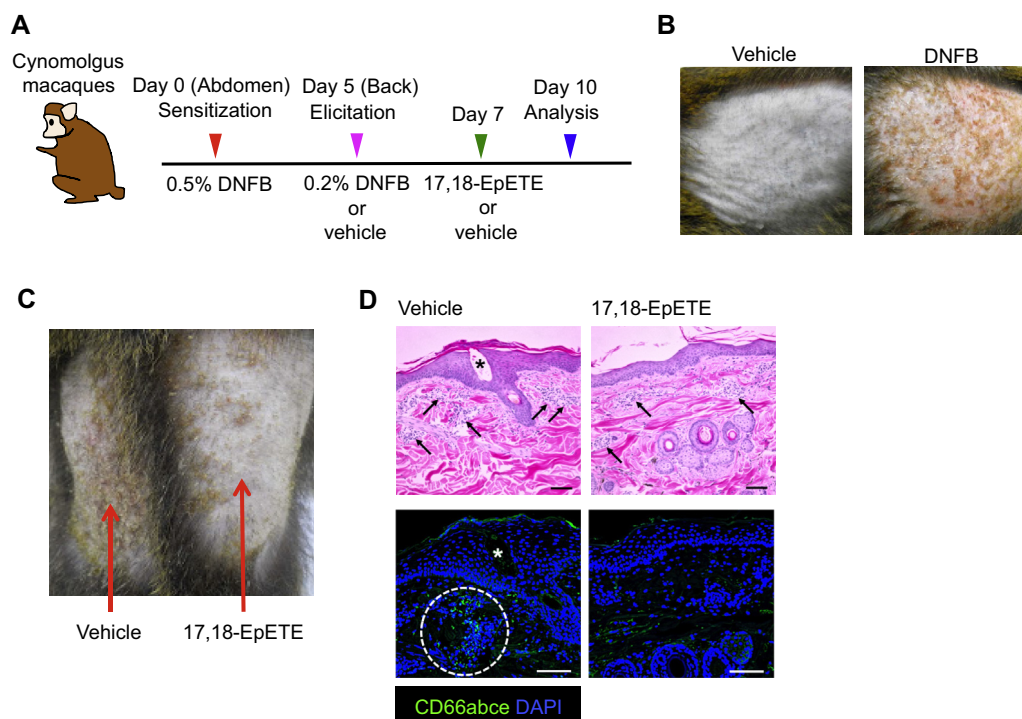 A
Cynomolgus
macaques
Day 0 (Abdomen)
Sensitization
Day 5 (Back)
Elicitation
Day 7
Day 10
Analysis
0.5% DNFB
0.2% DNFB
or
vehicle
17,18-EpETE
or
vehicle
B
Vehicle
DNFB
C
Vehicle
17,18-EpETE
D
Vehicle
17,18-EpETE
*
*
CD66abce DAPI